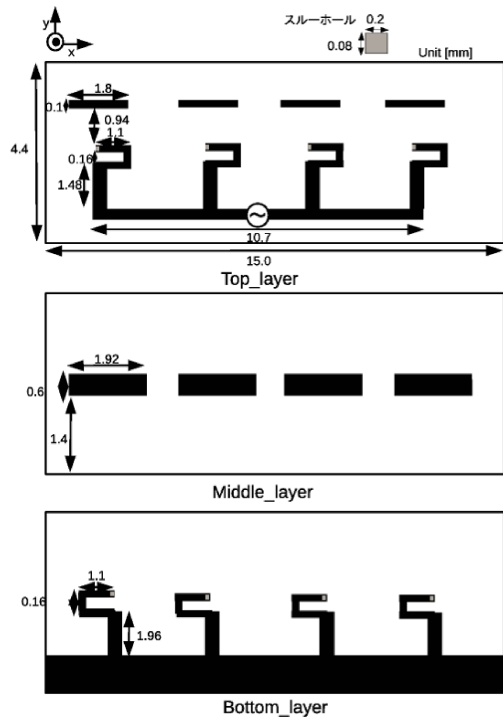 スルーホール 0.2
y
0.08
x
Unit [mm]
1.8
0.1
0.94
1.1
4.4
0.16
1.48
10.7
15.0
Top_layer
1.92
0.6
1.4
Middle_layer
1.1
0.16
1.96
Bottom_layer